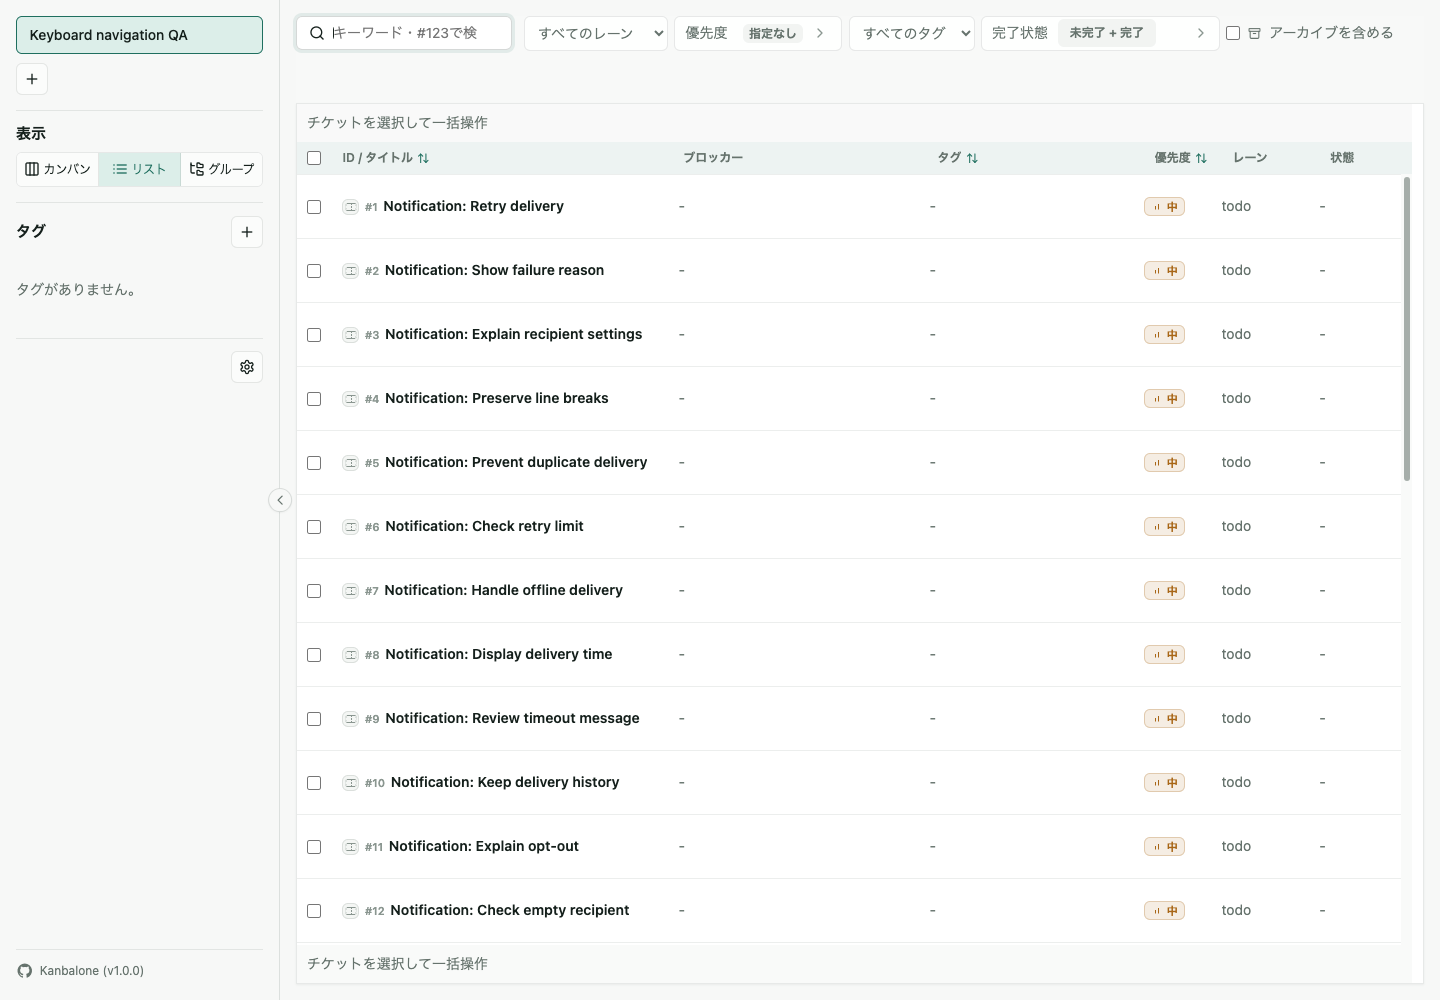 Keyboard navigation QA
表示
カンバン リスト グループ
タグ
タグがありません。
Kanbalone (v1.0.0)
キーワード・#123で検 すべてのレーン 優先度 指定なし すべてのタグ 完了状態 未完了 + 完了 アーカイブを含める
チケットを選択して一括操作
ID / タイトル ブロッカー タグ 優先度 レーン 状態
#1 Notification: Retry delivery - - 中 todo -
#2 Notification: Show failure reason - - 中 todo -
#3 Notification: Explain recipient settings - - 中 todo -
#4 Notification: Preserve line breaks - - 中 todo -
#5 Notification: Prevent duplicate delivery - - 中 todo -
#6 Notification: Check retry limit - - 中 todo -
#7 Notification: Handle offline delivery - - 中 todo -
#8 Notification: Display delivery time - - 中 todo -
#9 Notification: Review timeout message - - 中 todo -
#10 Notification: Keep delivery history - - 中 todo -
#11 Notification: Explain opt-out - - 中 todo -
#12 Notification: Check empty recipient - - 中 todo -
チケットを選択して一括操作